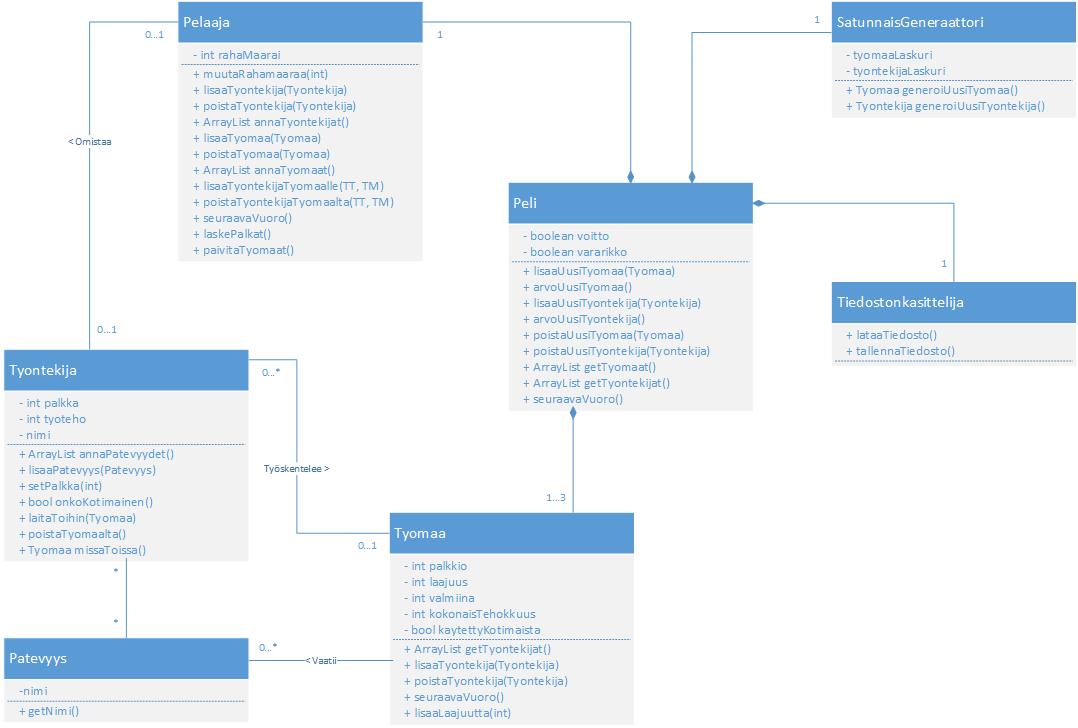 Pelaaja
- int rahaMaarai
+ muutaRahamaaraa(int)
+ lisaaTyontekija(Tyontekija)
+ poistaTyontekija(Tyontekija)
+ ArrayList annaTyontekijat()
+ lisaaTyomaa(Tyomaa)
+ poistaTyomaa(Tyomaa)
+ ArrayList annaTyomaat()
+ lisaaTyontekijaTyomaalle(TT, TM)
+ poistaTyontekijaTyomaalta(TT, TM)
+ seuraavaVuoro()
+ laskePalkat()
+ paivitaTyomaat()
0...1
1
< Omistaa
0...1
1
SatunnaisGeneraattori
- tyomaaLaskuri
- tyontekijaLaskuri
+ Tyomaa generoiUusiTyomaa()
+ Tyontekija generoiUusiTyontekija()
Peli
- boolean voitto
- boolean vararikko
+ lisaaUusiTyomaa(Tyomaa)
+ arvoUusiTyomaa()
+ lisaaUusiTyontekija(Tyontekija)
+ arvoUusiTyontekija()
+ poistaUusiTyomaa(Tyomaa)
+ poistaUusiTyontekija(Tyontekija)
+ ArrayList getTyomaat()
+ ArrayList getTyontekijat()
+ seuraavaVuoro()
1
Tiedostonkasittelija
+ lataaTiedosto()
+ tallennaTiedosto()
Tyontekija
- int palkka
- int tyoteho
- nimi
+ ArrayList annaPatevyydet()
+ lisaaPatevyys(Patevyys)
+ setPalkka(int)
+ bool onkoKotimainen()
+ laitaToihin(Tyomaa)
+ poistaTyomaalta()
+ Tyomaa missaToissa()
0...*
Työskentelee >
0...1
1...3
Tyomaa
- int palkkio
- int laajuus
- int valmiina
- int kokonaisTehokkuus
- bool kaytettyKotimaista
+ ArrayList getTyontekijat()
+ lisaaTyontekija(Tyontekija)
+ poistaTyontekija(Tyontekija)
+ seuraavaVuoro()
+ lisaaLaajuutta(int)
*
*
Patevyys
-nimi
+ getNimi()
0...*
< Vaatii